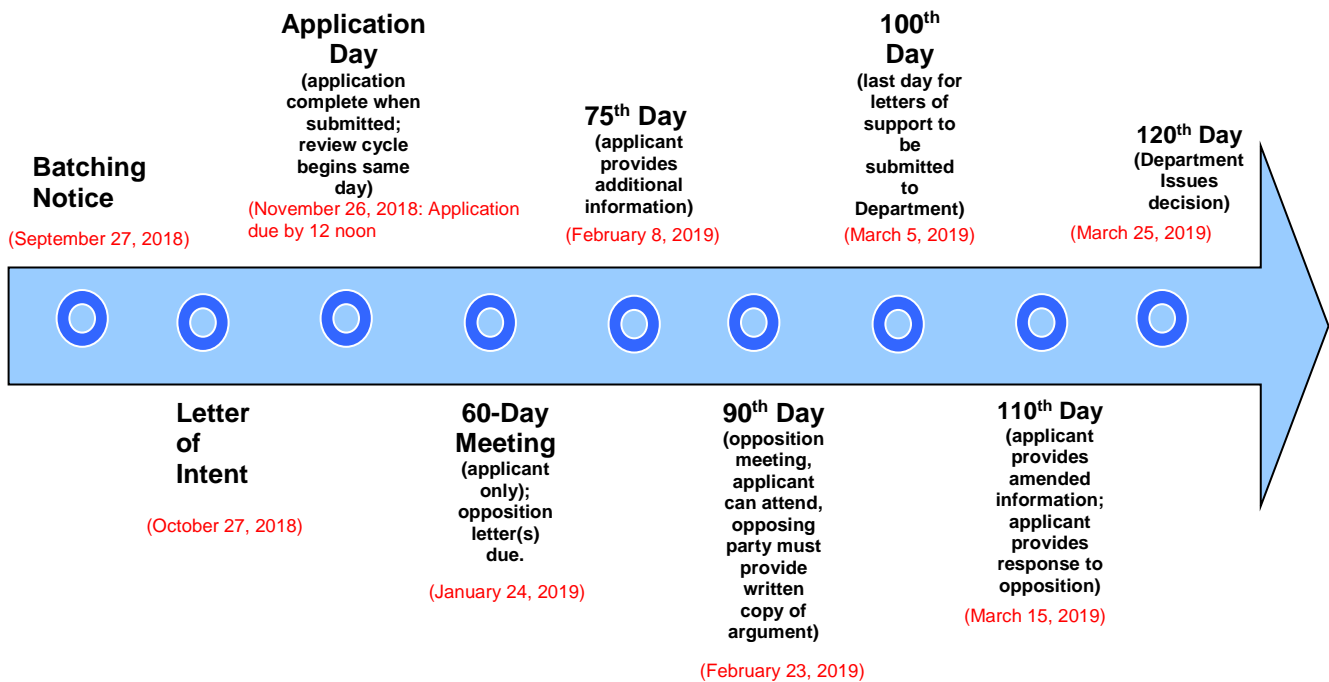 Batching
Notice
(September 27, 2018)
Letter
of
Intent
(October 27, 2018)
Application
Day
(application
complete when
submitted;
review cycle
begins same
day)
(November 26, 2018: Application
due by 12 noon
60-Day
Meeting
(applicant
only);
opposition
letter(s)
due.
(January 24, 2019)
75th Day
(applicant
provides
additional
information)
(February 8, 2019)
90th Day
(opposition
meeting,
applicant
can attend,
opposing
party must
provide
written
copy of
argument)
(February 23, 2019)
100th
Day
(last day for
letters of
support to
be
submitted
to
Department)
(March 5, 2019)
110th Day
(applicant
provides
amended
information;
applicant
provides
response to
opposition)
(March 15, 2019)
120th Day
(Department
Issues
decision)
(March 25, 2019)